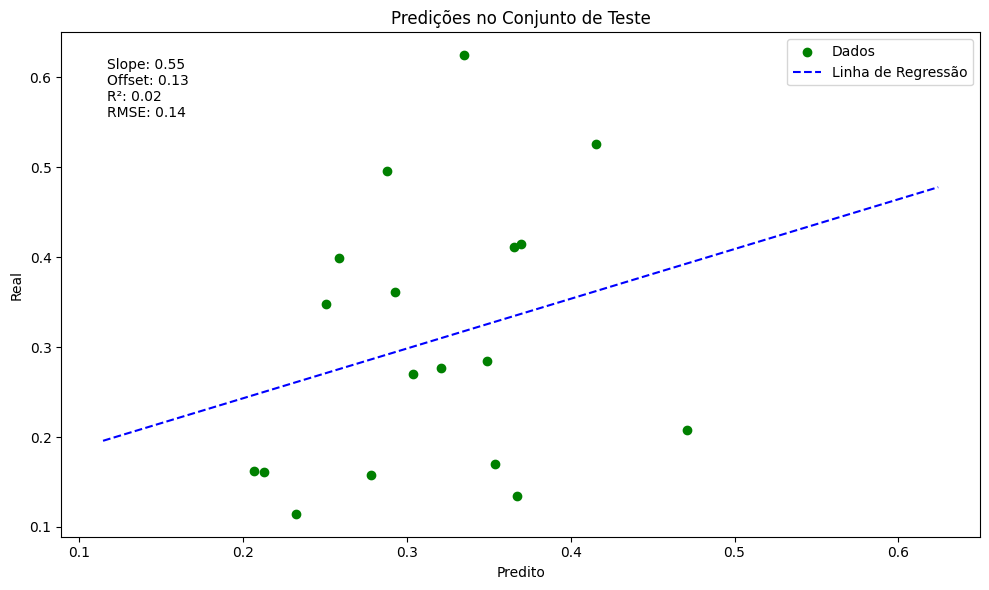 Predições no Conjunto de Teste
Slope: 0.55
Offset: 0.13
R²: 0.02
RMSE: 0.14
Dados
Linha de Regressão
Real
0.6
0.5
0.4
0.3
0.2
0.1
0.1
0.2
0.3
0.4
0.5
0.6
Predito